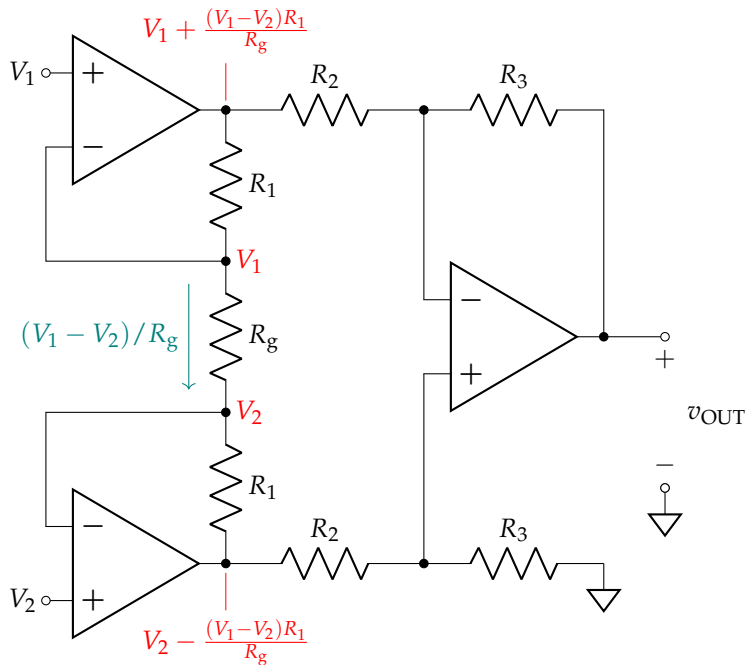 V₁ + (V₁−V₂)R₁/R_g
R₂
R₃
V₁
+
−
R₁
V₁
(V₁ − V₂)/R_g
R_g
−
+
+
v_OUT
−
V₂
R₁
−
R₂
R₃
V₂
+
V₂ − (V₁−V₂)R₁/R_g